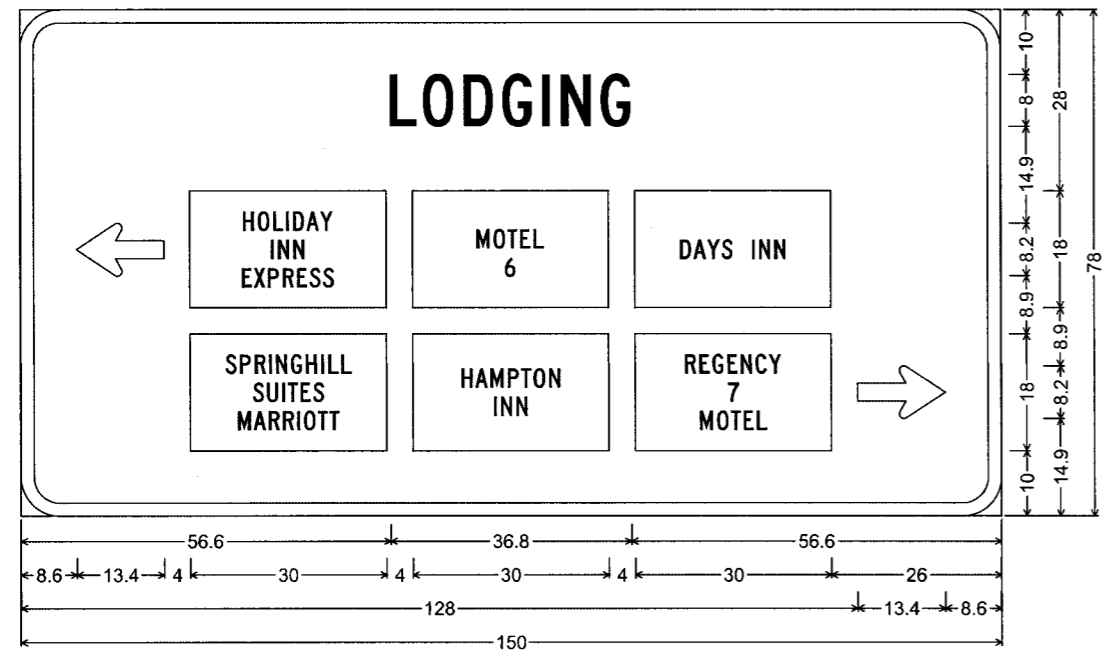 LODGING
HOLIDAY
INN
EXPRESS
MOTEL
6
DAYS INN
SPRINGHILL
SUITES
MARRIOTT
HAMPTON
INN
REGENCY
7
MOTEL
10
8
14.9
8.2
8.9
18
10
28
18
8.9
8.2
14.9
78
56.6 36.8 56.6
8.6 13.4 4 30 4 30 4 30 26
128 13.4 8.6
150